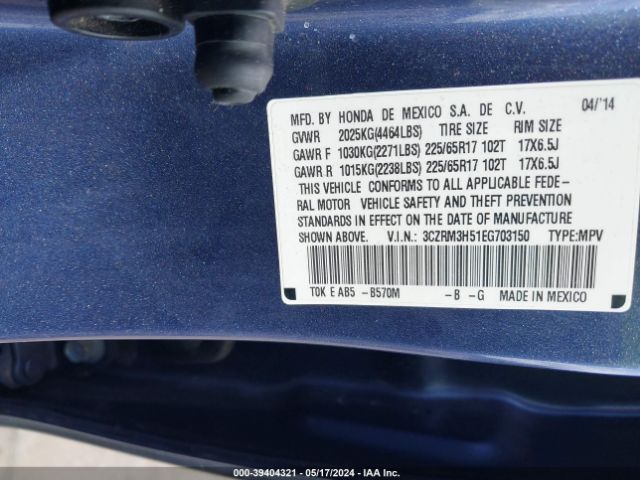 MFD. BY HONDA DE MEXICO S.A. DE C.V. 04/'14
GVWR 2025KG(4464LBS) TIRE SIZE RIM SIZE
GAWR F 1030KG(2271LBS) 225/65R17 102T 17X6.5J
GAWR R 1015KG(2238LBS) 225/65R17 102T 17X6.5J
THIS VEHICLE CONFORMS TO ALL APPLICABLE FEDE-
RAL MOTOR VEHICLE SAFETY AND THEFT PREVENTION
STANDARDS IN EFFECT ON THE DATE OF MANUFACTURE
SHOWN ABOVE. V.I.N.: 3CZRM3H51EG703150 TYPE:MPV
T0K E AB5 -B570M -B -G MADE IN MEXICO
© 000-39404321 - 05/17/2024 - IAA Inc.